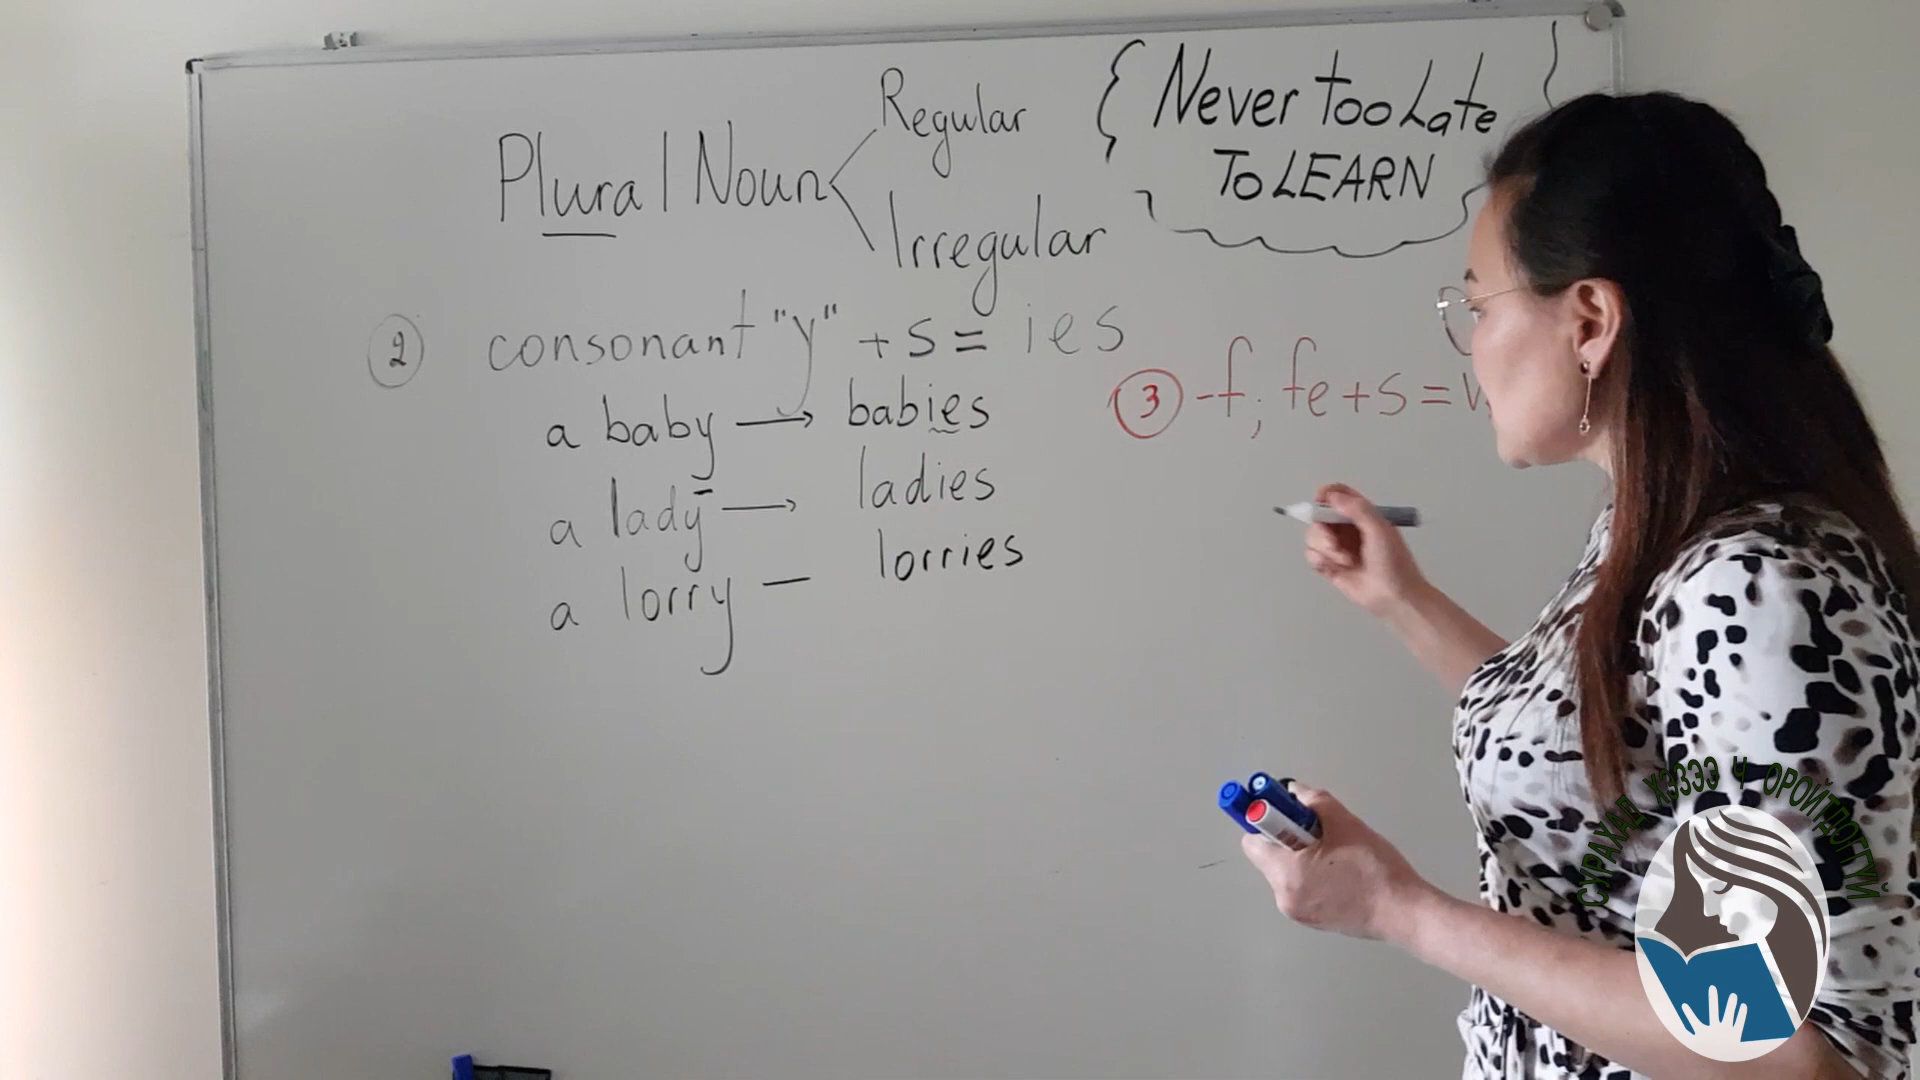 Plural Noun
Regular
Irregular
Never Too Late
To LEARN
2 consonant "y" + s = ies
a baby → babies
a lady → ladies
a lorry — lorries
3 -f; fe+s=
СУРАХАД ХЭЗЭЭ Ч ОРОЙТДОГГҮЙ